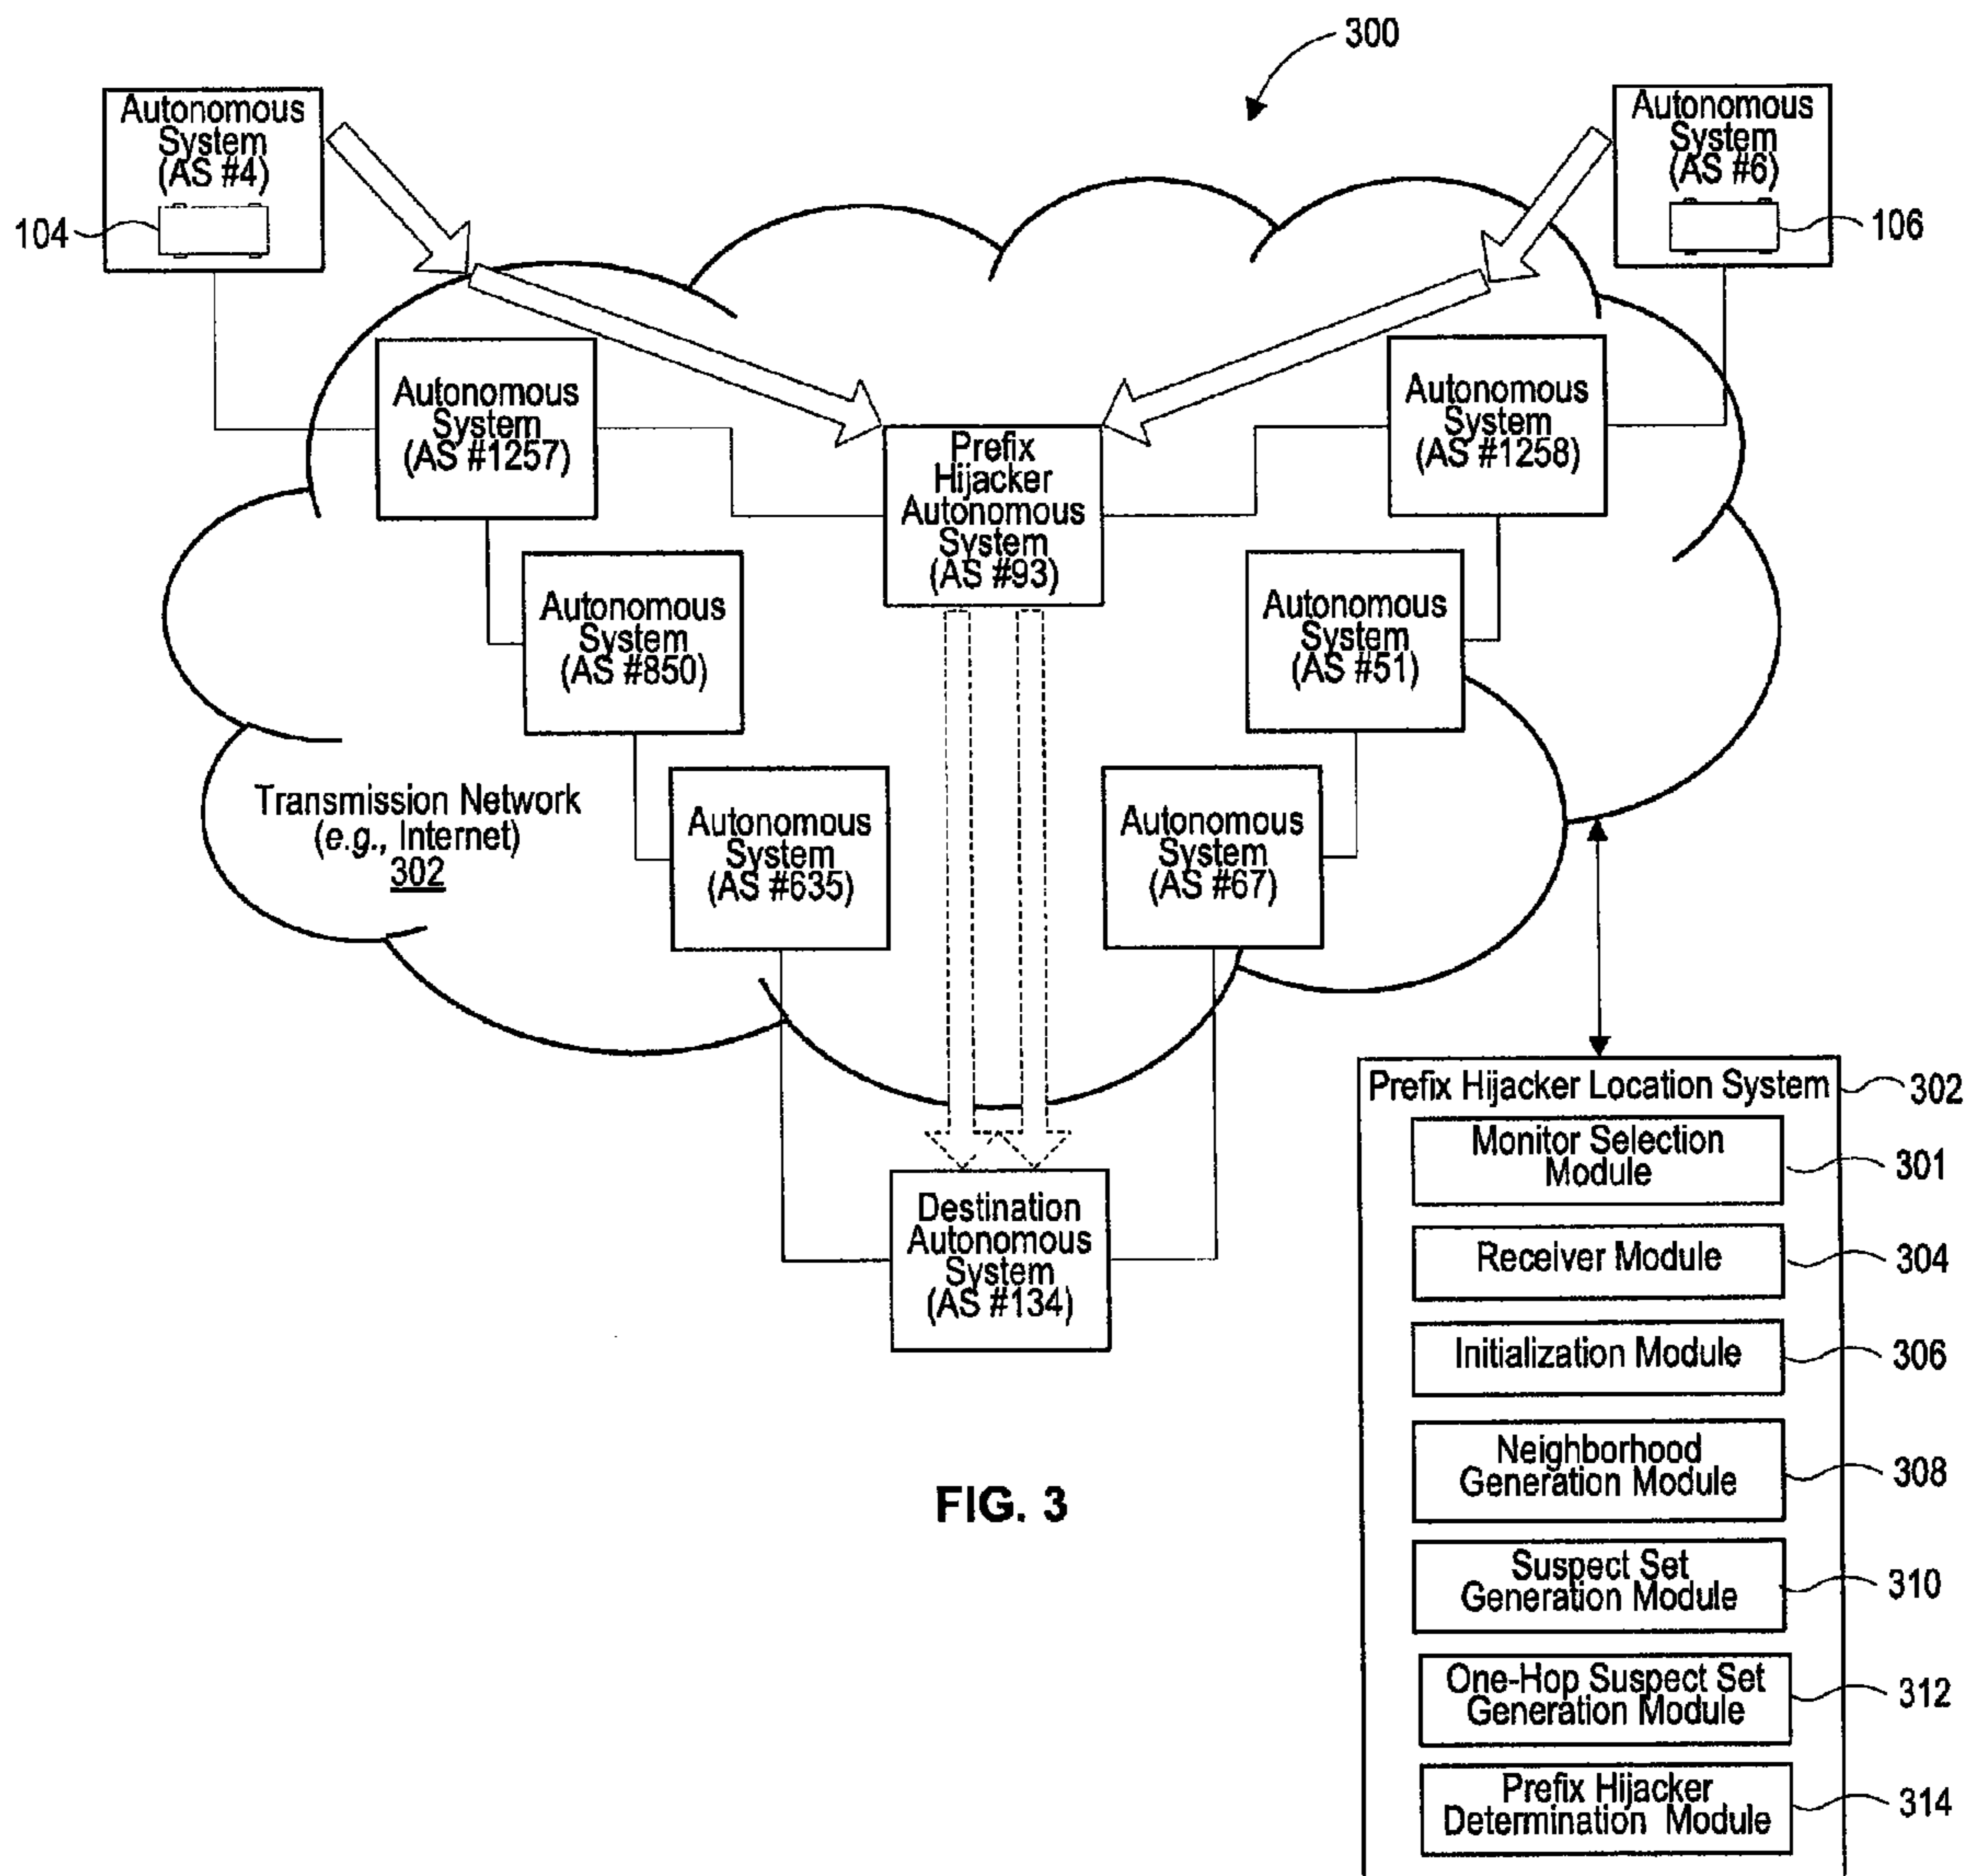 300
Autonomous
System
(AS #4)
104
Autonomous
System
(AS #6)
106
Autonomous
System
(AS #1257)
Prefix
Hijacker
Autonomous
System
(AS #93)
Autonomous
System
(AS #1258)
Autonomous
System
(AS #850)
Autonomous
System
(AS #51)
Transmission Network
(e.g., Internet)
302
Autonomous
System
(AS #635)
Autonomous
System
(AS #67)
Destination
Autonomous
System
(AS #134)
Prefix Hijacker Location System
302
Monitor Selection
Module
301
Receiver Module
304
Initialization Module
306
Neighborhood
Generation Module
308
Suspect Set
Generation Module
310
One-Hop Suspect Set
Generation Module
312
Prefix Hijacker
Determination Module
314
FIG. 3